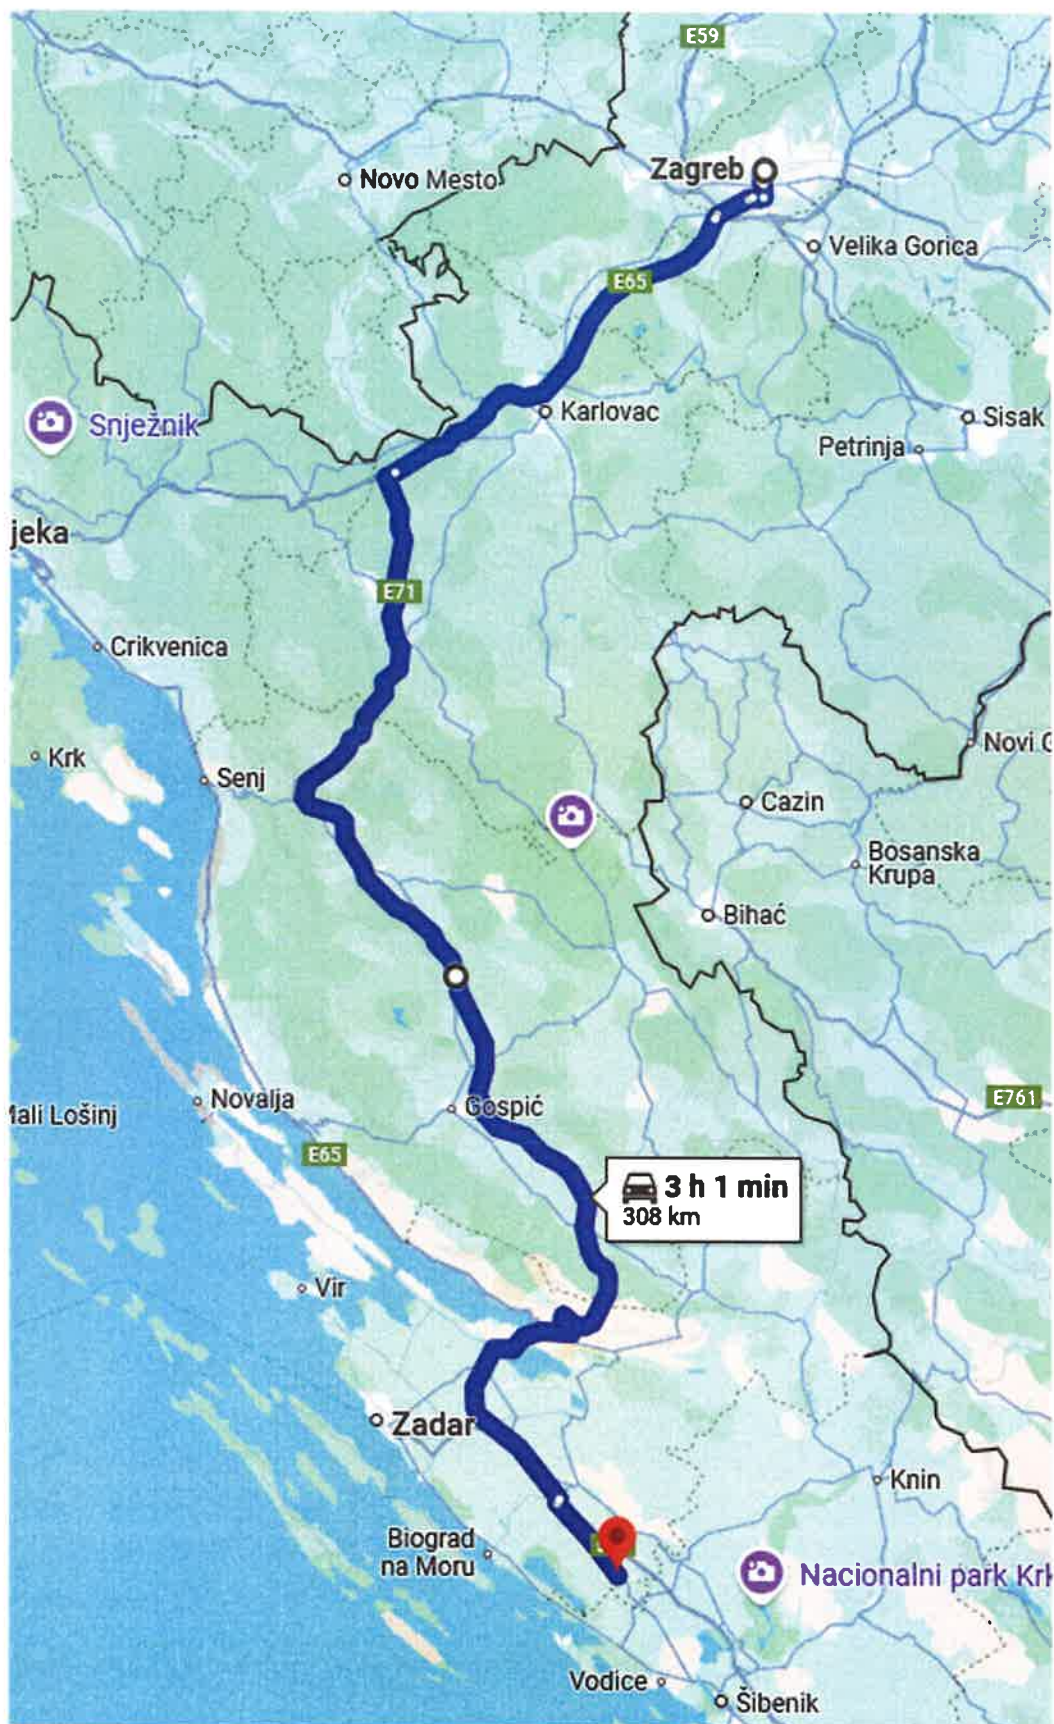 E59
Zagreb
Novo Mesto
Velika Gorica
E65
Karlovac
Sisak
Snježnik
Petrinja
jeka
E71
Crikvenica
Novi G
Krk
Senj
Cazin
Bosanska
Krupa
Bihać
Novalja
Gospić
E761
Mali Lošinj
E65
3 h 1 min
308 km
Vir
Zadar
Knin
Biograd
na Moru
Nacionalni park Krk
Vodice
Šibenik